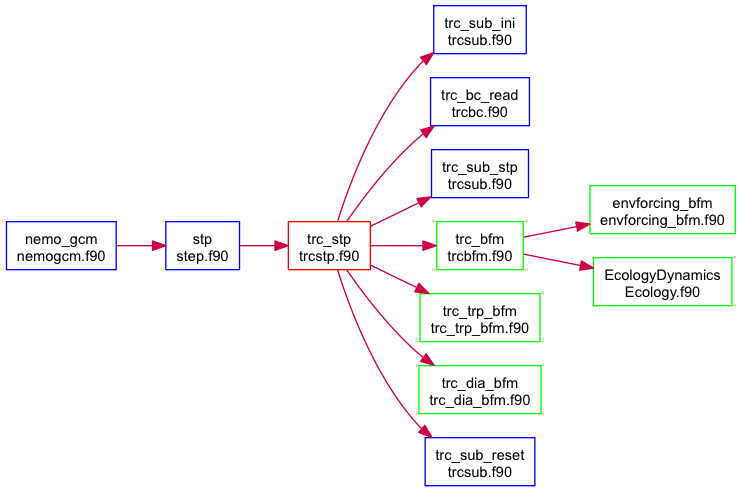 nemo_gcm
nemogcm.f90
stp
step.f90
trc_stp
trcstp.f90
trc_sub_ini
trcsub.f90
trc_bc_read
trcbc.f90
trc_sub_stp
trcsub.f90
trc_bfm
trcbfm.f90
trc_trp_bfm
trc_trp_bfm.f90
trc_dia_bfm
trc_dia_bfm.f90
trc_sub_reset
trcsub.f90
envforcing_bfm
envforcing_bfm.f90
EcologyDynamics
Ecology.f90